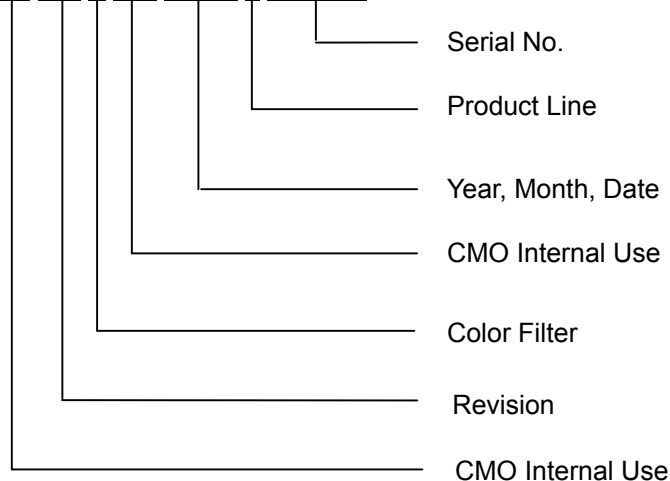 Serial No.
Product Line
Year, Month, Date
CMO Internal Use
Color Filter
Revision
CMO Internal Use